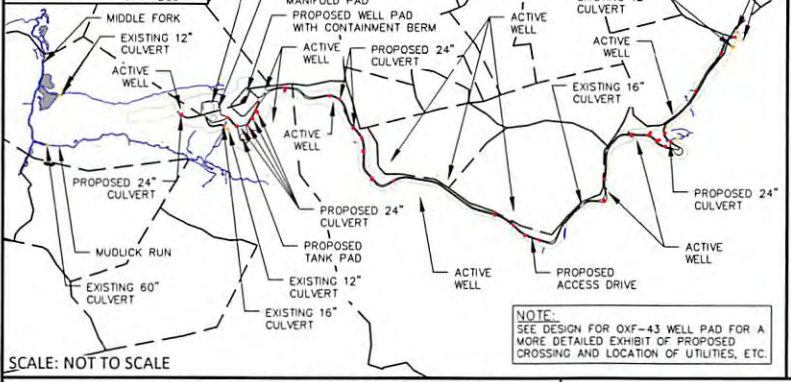 MANIFOLD PAD
MIDDLE FORK
PROPOSED WELL PAD
WITH CONTAINMENT BERM
EXISTING 12"
CULVERT
ACTIVE
WELL
ACTIVE
WELL
PROPOSED 24"
CULVERT
ACTIVE
WELL
CULVERT
ACTIVE
WELL
EXISTING 16"
CULVERT
ACTIVE
WELL
PROPOSED 24"
CULVERT
PROPOSED 24"
CULVERT
PROPOSED 24"
CULVERT
MUDLICK RUN
PROPOSED
TANK PAD
EXISTING 60"
CULVERT
EXISTING 12"
CULVERT
EXISTING 16"
CULVERT
ACTIVE
WELL
PROPOSED
ACCESS DRIVE
ACTIVE
WELL
NOTE:
SEE DESIGN FOR OXF-43 WELL PAD FOR A
MORE DETAILED EXHIBIT OF PROPOSED
CROSSING AND LOCATION OF UTILITIES, ETC.
SCALE: NOT TO SCALE